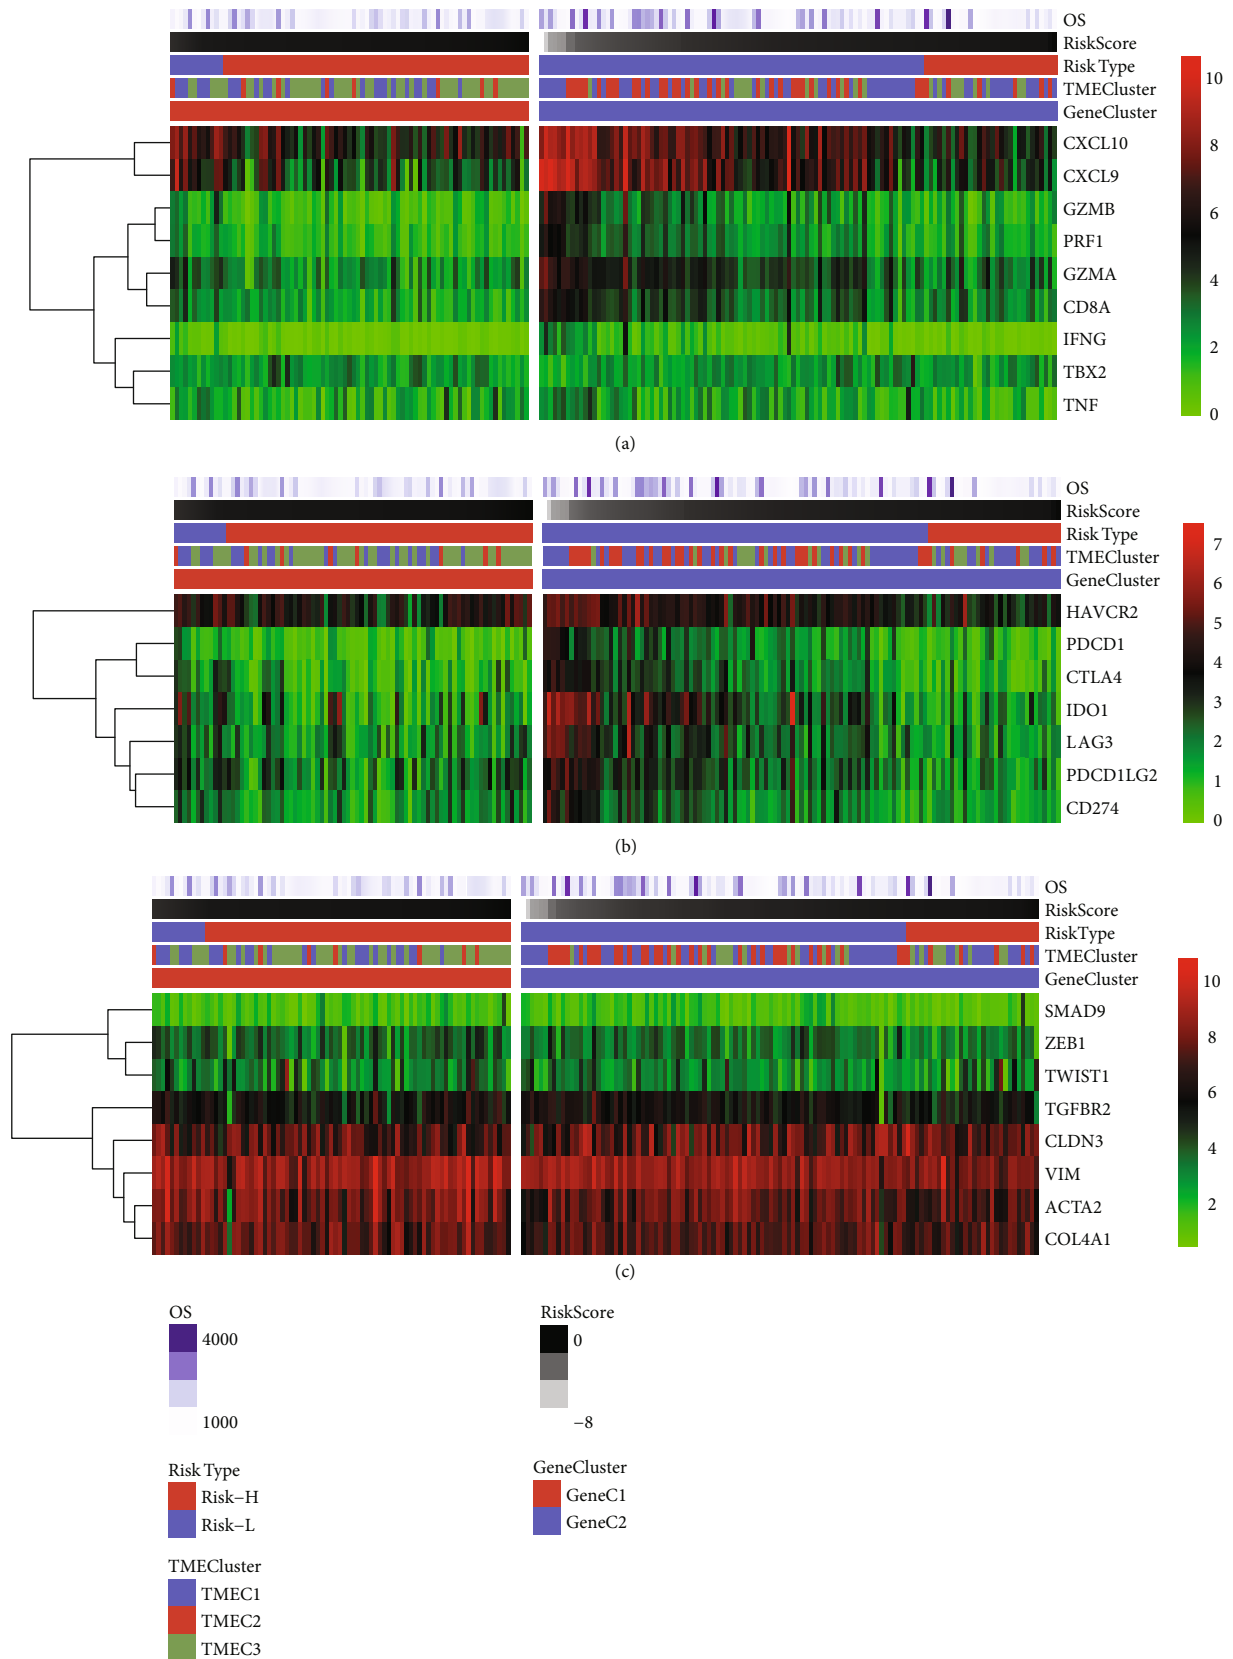 OS
RiskScore
Risk Type
TMECluster
GeneCluster
CXCL10
CXCL9
GZMB
PRF1
GZMA
CD8A
IFNG
TBX2
TNF
10
8
6
4
2
0
(a)
OS
RiskScore
Risk Type
TMECluster
GeneCluster
HAVCR2
PDCD1
CTLA4
IDO1
LAG3
PDCD1LG2
CD274
7
6
5
4
3
2
1
0
(b)
OS
RiskScore
RiskType
TMECluster
GeneCluster
SMAD9
ZEB1
TWIST1
TGFBR2
CLDN3
VIM
ACTA2
COL4A1
10
8
6
4
2
(c)
OS
4000
1000
RiskScore
0
−8
Risk Type
Risk−H
Risk−L
GeneCluster
GeneC1
GeneC2
TMECluster
TMEC1
TMEC2
TMEC3